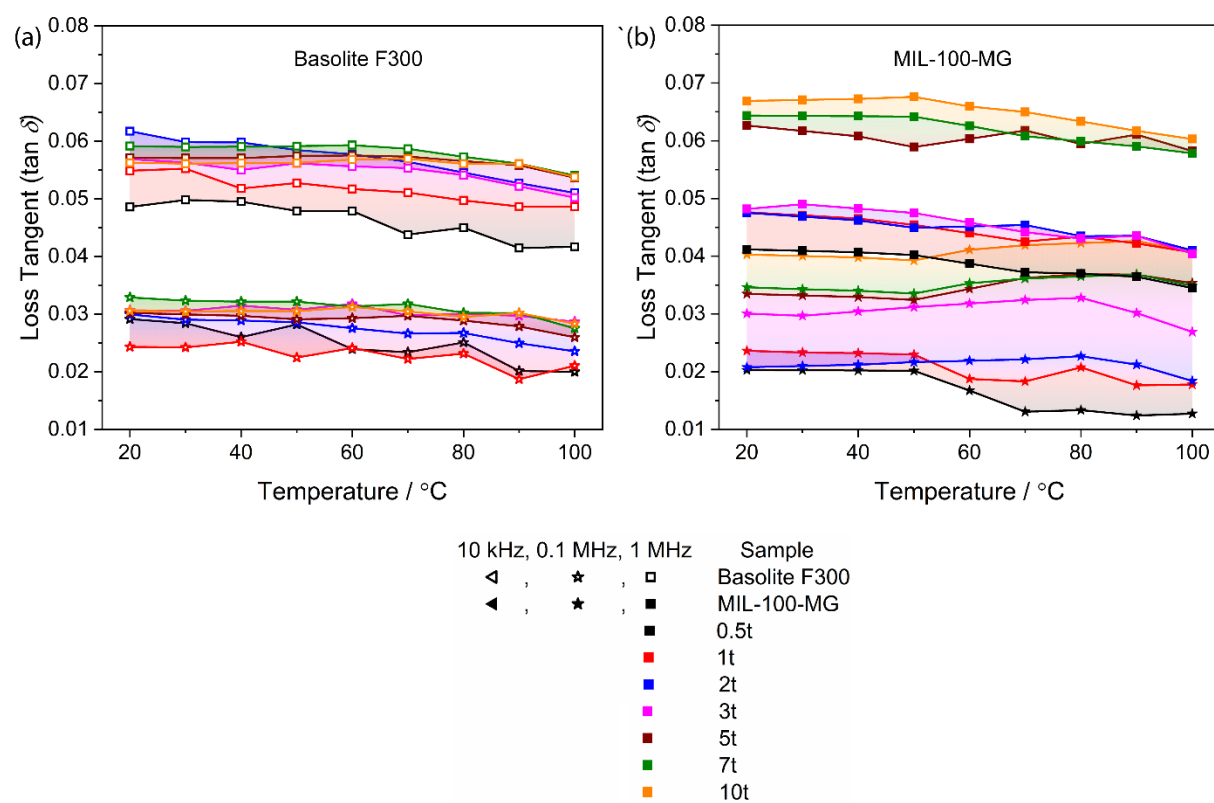 (a)
Basolite F300
Loss Tangent (tan δ)
0.08
0.07
0.06
0.05
0.04
0.03
0.02
0.01
20
40
60
80
100
Temperature / °C
`(b)
MIL-100-MG
Loss Tangent (tan δ)
0.08
0.07
0.06
0.05
0.04
0.03
0.02
0.01
20
40
60
80
100
Temperature / °C
10 kHz, 0.1 MHz, 1 MHz Sample
, , Basolite F300
, , MIL-100-MG
0.5t
1t
2t
3t
5t
7t
10t